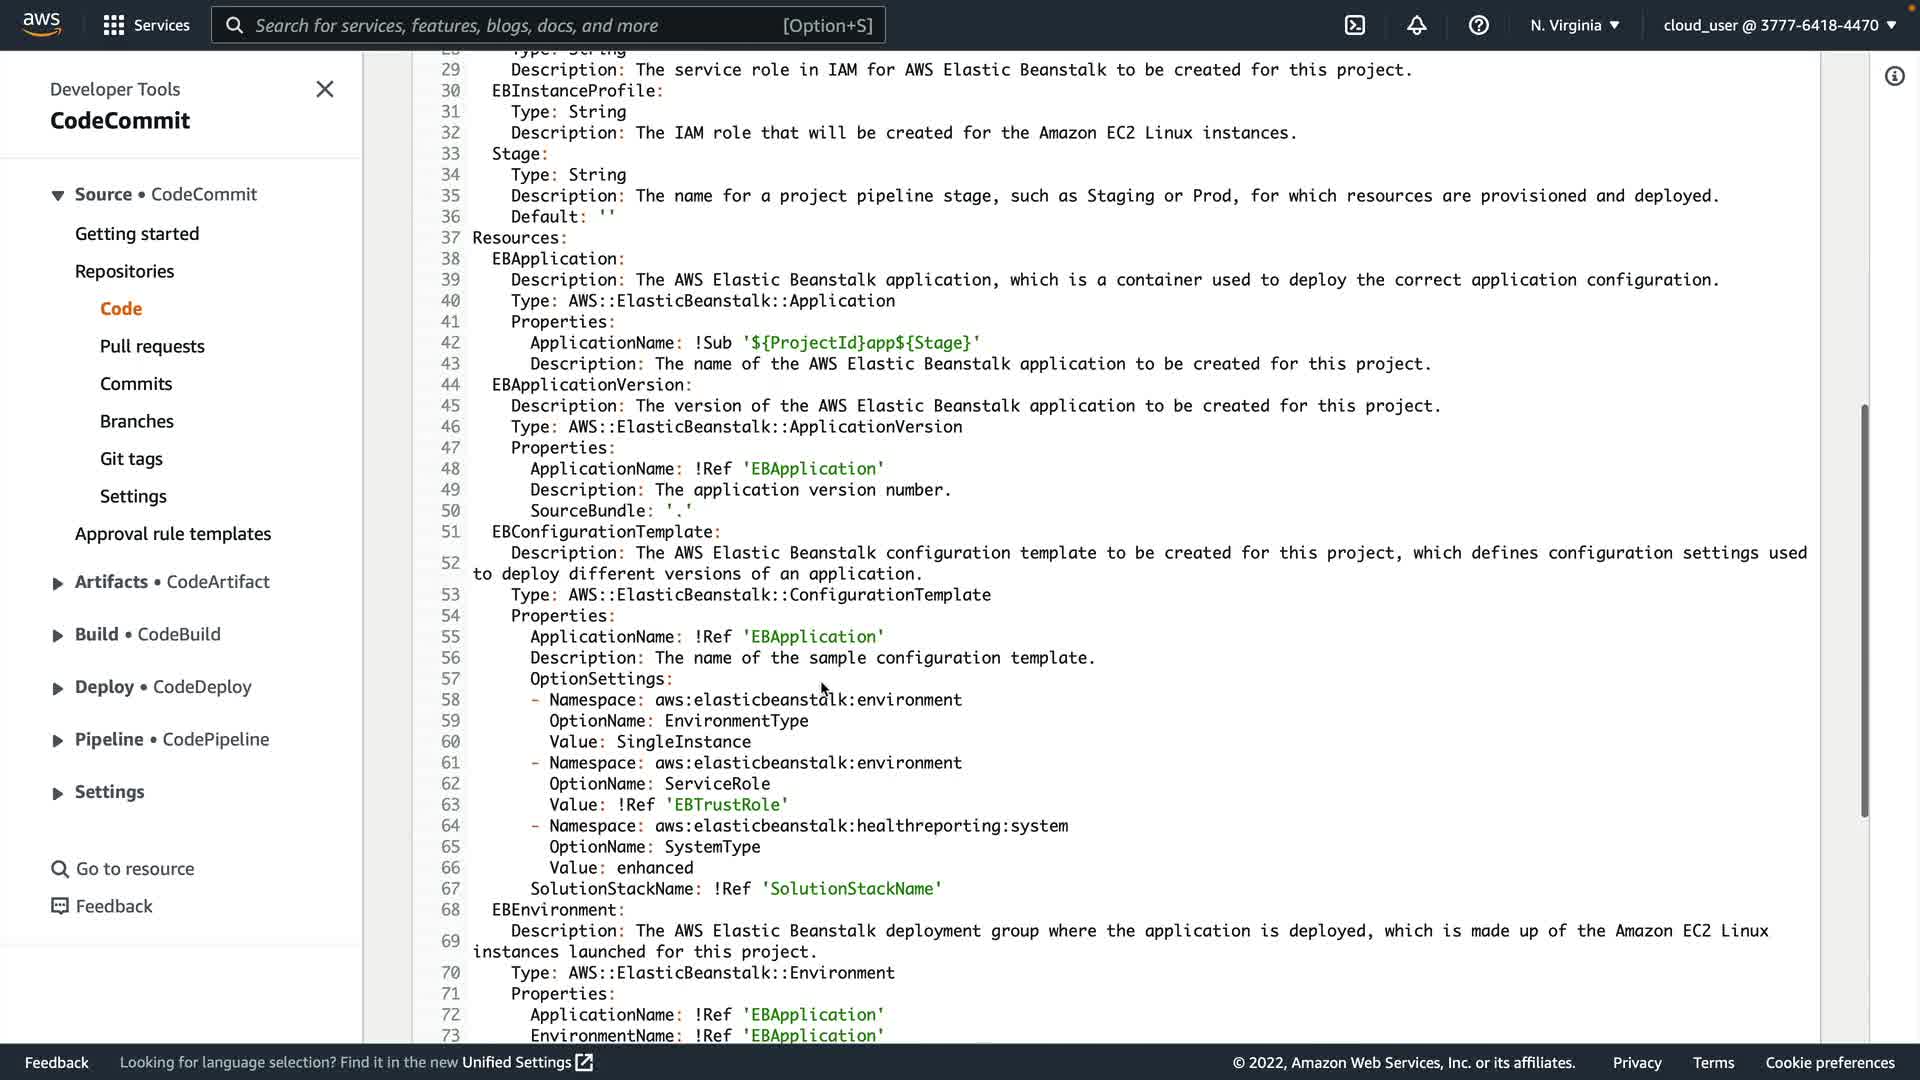 aws
Services
Search for services, features, blogs, docs, and more
[Option+S]
N. Virginia
cloud_user @ 3777-6418-4470
Developer Tools
CodeCommit
Source • CodeCommit
Getting started
Repositories
Code
Pull requests
Commits
Branches
Git tags
Settings
Approval rule templates
Artifacts • CodeArtifact
Build • CodeBuild
Deploy • CodeDeploy
Pipeline • CodePipeline
Settings
Go to resource
Feedback
28 Type: String
29 Description: The service role in IAM for AWS Elastic Beanstalk to be created for this project.
30 EBInstanceProfile:
31 Type: String
32 Description: The IAM role that will be created for the Amazon EC2 Linux instances.
33 Stage:
34 Type: String
35 Description: The name for a project pipeline stage, such as Staging or Prod, for which resources are provisioned and deployed.
36 Default: ''
37 Resources:
38 EBApplication:
39 Description: The AWS Elastic Beanstalk application, which is a container used to deploy the correct application configuration.
40 Type: AWS::ElasticBeanstalk::Application
41 Properties:
42 ApplicationName: !Sub '${ProjectId}app${Stage}'
43 Description: The name of the AWS Elastic Beanstalk application to be created for this project.
44 EBApplicationVersion:
45 Description: The version of the AWS Elastic Beanstalk application to be created for this project.
46 Type: AWS::ElasticBeanstalk::ApplicationVersion
47 Properties:
48 ApplicationName: !Ref 'EBApplication'
49 Description: The application version number.
50 SourceBundle: '.'
51 EBConfigurationTemplate:
52 Description: The AWS Elastic Beanstalk configuration template to be created for this project, which defines configuration settings used
to deploy different versions of an application.
53 Type: AWS::ElasticBeanstalk::ConfigurationTemplate
54 Properties:
55 ApplicationName: !Ref 'EBApplication'
56 Description: The name of the sample configuration template.
57 OptionSettings:
58 - Namespace: aws:elasticbeanstalk:environment
59 OptionName: EnvironmentType
60 Value: SingleInstance
61 - Namespace: aws:elasticbeanstalk:environment
62 OptionName: ServiceRole
63 Value: !Ref 'EBTrustRole'
64 - Namespace: aws:elasticbeanstalk:healthreporting:system
65 OptionName: SystemType
66 Value: enhanced
67 SolutionStackName: !Ref 'SolutionStackName'
68 EBEnvironment:
69 Description: The AWS Elastic Beanstalk deployment group where the application is deployed, which is made up of the Amazon EC2 Linux
instances launched for this project.
70 Type: AWS::ElasticBeanstalk::Environment
71 Properties:
72 ApplicationName: !Ref 'EBApplication'
73 EnvironmentName: !Ref 'EBApplication'
Feedback
Looking for language selection? Find it in the new Unified Settings
© 2022, Amazon Web Services, Inc. or its affiliates.
Privacy
Terms
Cookie preferences